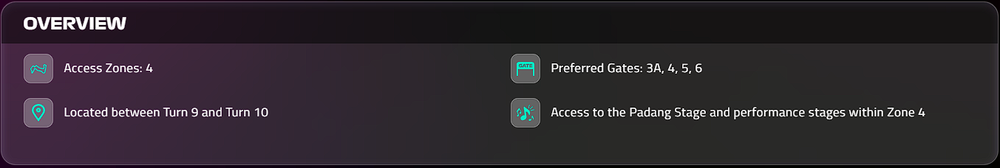 OVERVIEW
Access Zones: 4
GATE
Preferred Gates: 3A, 4, 5, 6
Located between Turn 9 and Turn 10
Access to the Padang Stage and performance stages within Zone 4